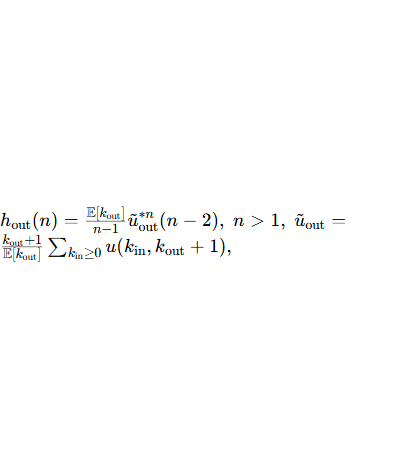 $h_{\text{out}}(n) = \frac{\mathbb{E}[k_{\text{out}}]}{n-1} \tilde{u}_{\text{out}}^{*n}(n-2),\ n > 1,\ \tilde{u}_{\text{out}} =$
$\frac{k_{\text{out}}+1}{\mathbb{E}[k_{\text{out}}]} \sum_{k_{\text{in}} \geq 0} u(k_{\text{in}}, k_{\text{out}} + 1),$